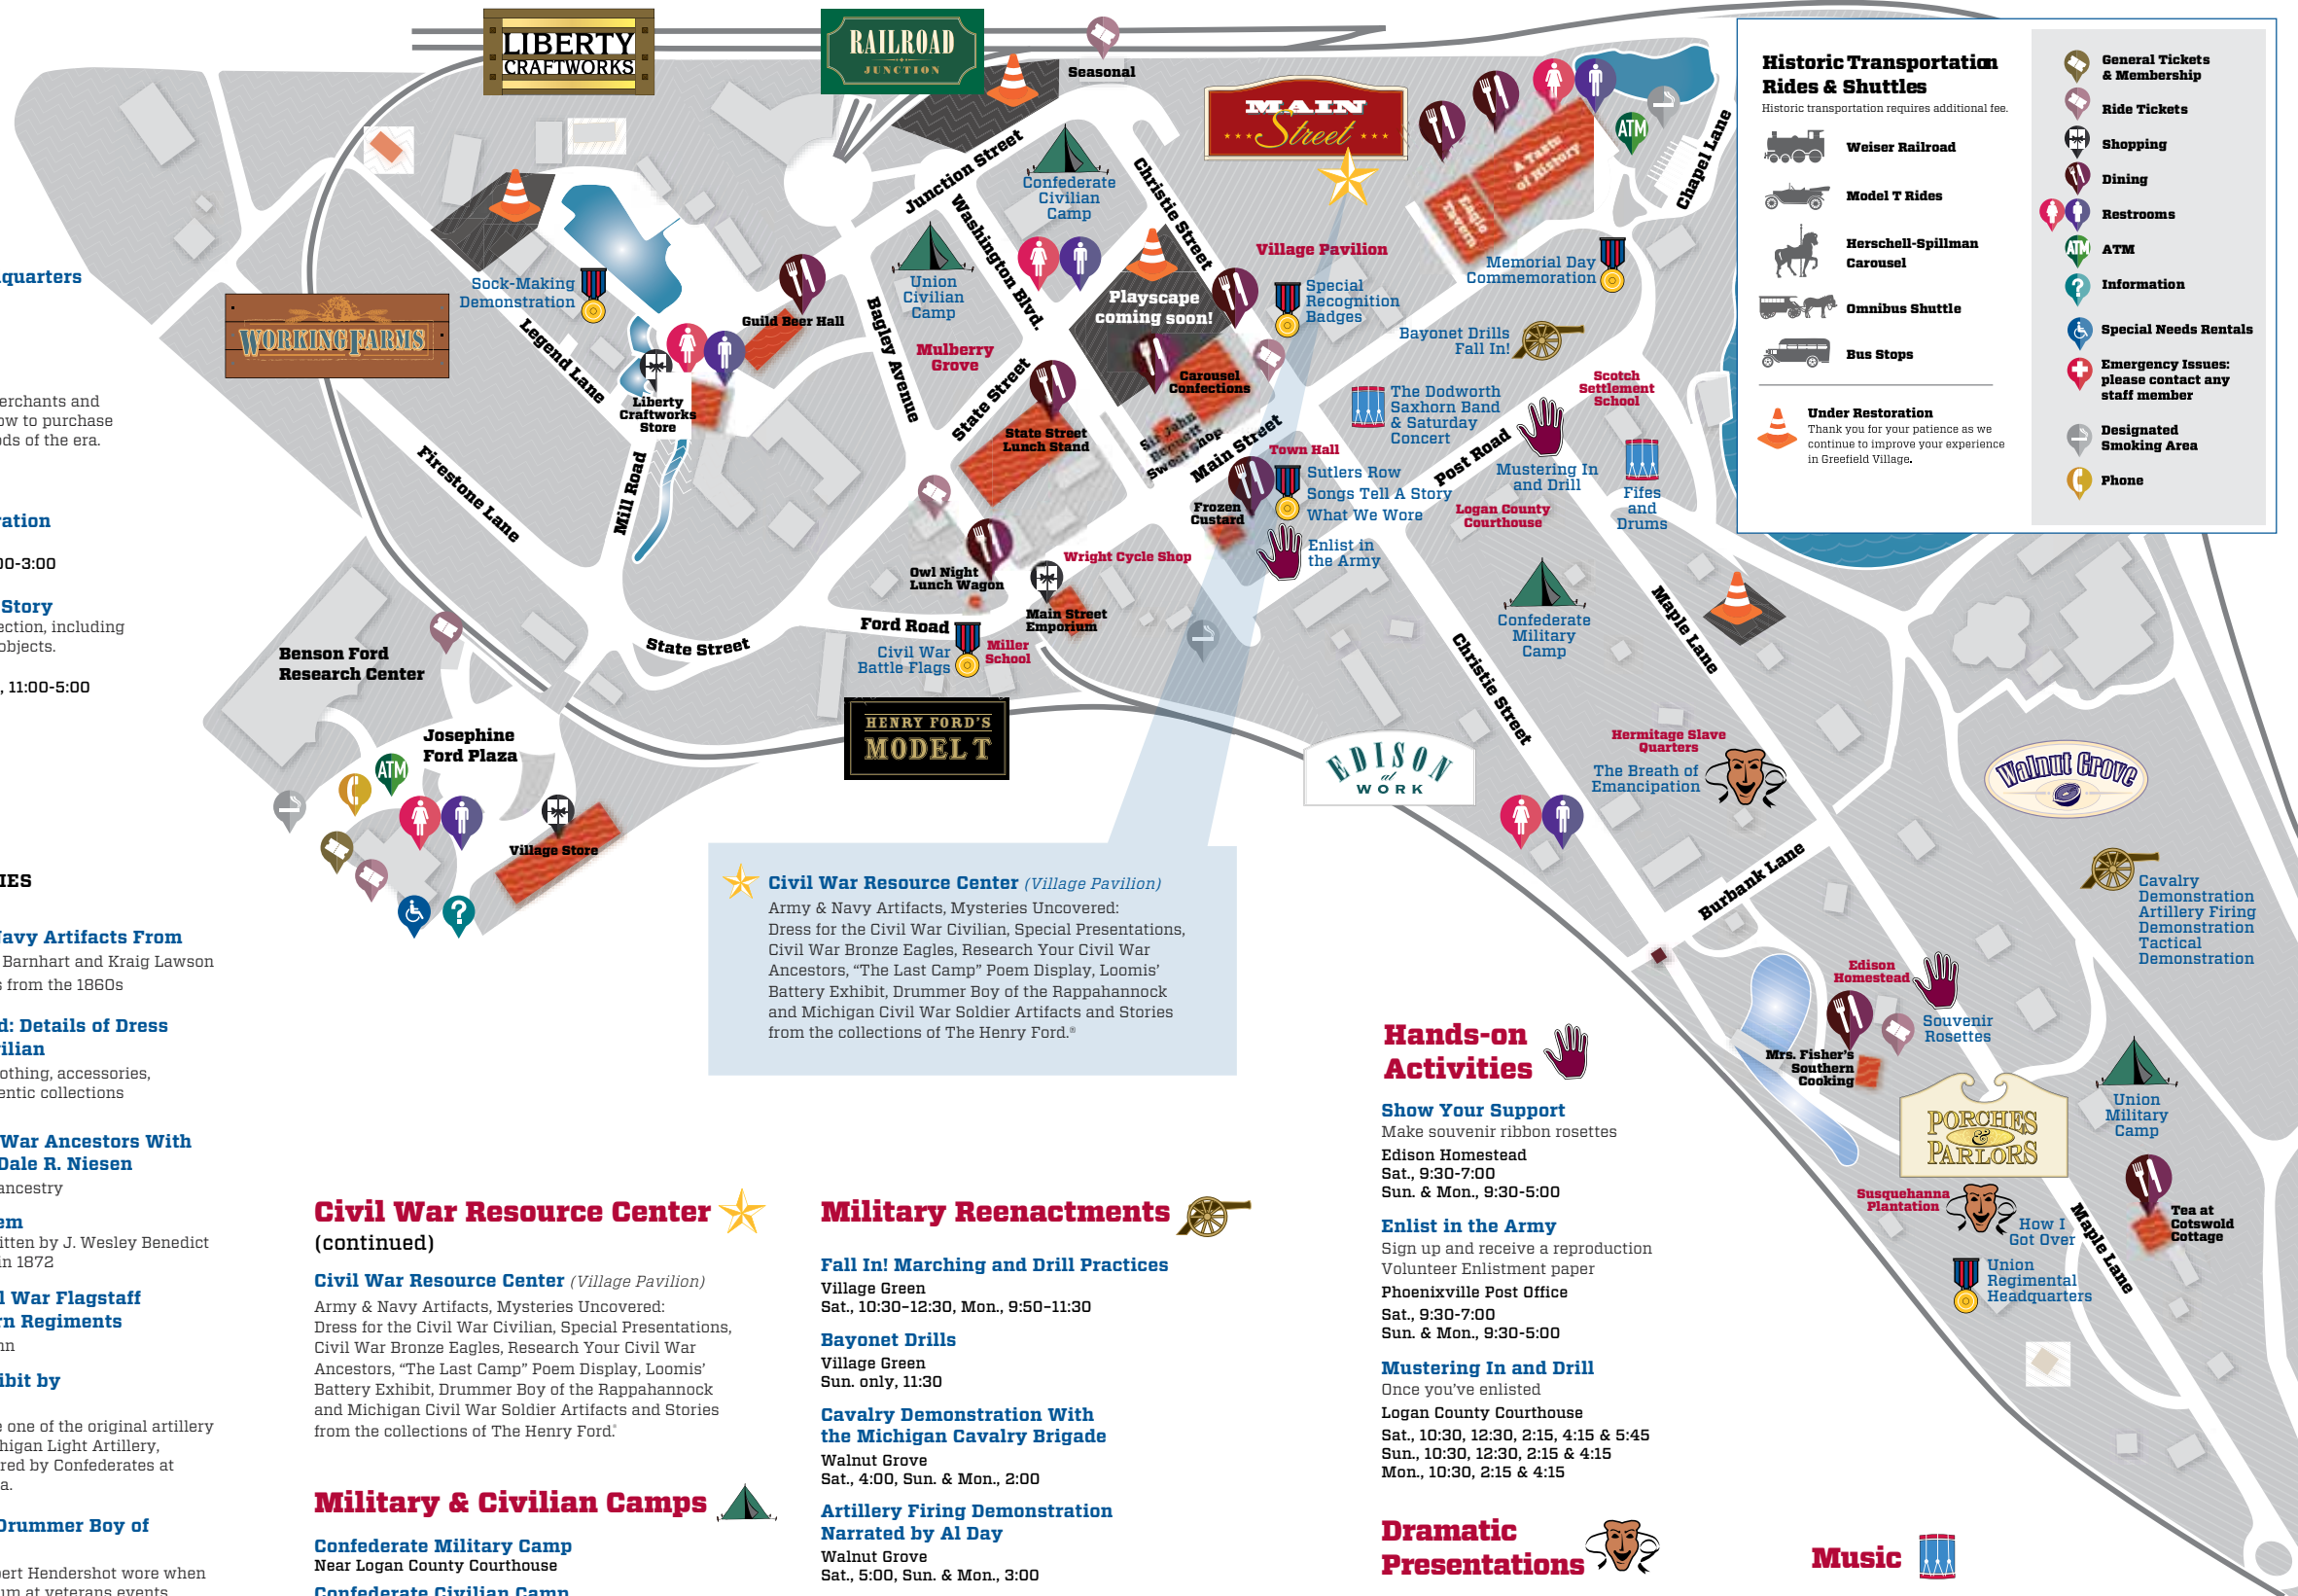 LIBERTY
CRAFTWORKS
RAILROAD
JUNCTION
Seasonal
MAIN
Street
A Taste
of History
Eagle
Tavern
Chapel Lane
Junction Street
Confederate
Civilian
Camp
Christie Street
Washington Blvd.
Village Pavilion
Memorial Day
Commemoration
Special
Recognition
Badges
Union
Civilian
Camp
Playscape
coming soon!
Bayonet Drills
Fall In!
Sock-Making
Demonstration
Guild Beer Hall
WORKING FARMS
Legend Lane
Bagley Avenue
Mulberry
Grove
State Street
Carousel
Confections
Scotch
Settlement
School
The Dodworth
Saxhorn Band
& Saturday
Concert
Liberty
Craftworks
Store
State Street
Lunch Stand
Sir John
Bennett
Sweet Shop
Main Street
Town Hall
Post Road
Mustering In
and Drill
Fifes
and
Drums
Sutlers Row
Songs Tell A Story
What We Wore
Frozen
Custard
Logan County
Courthouse
Firestone Lane
Mill Road
Enlist in
the Army
Wright Cycle Shop
Owl Night
Lunch Wagon
Main Street
Emporium
Ford Road
State Street
Civil War
Battle Flags
Miller
School
Confederate
Military
Camp
Maple Lane
Christie Street
Benson Ford
Research Center
Josephine
Ford Plaza
ATM
ATM
Village Store
HENRY FORD'S
MODEL T
EDISON
at
WORK
Hermitage Slave
Quarters
The Breath of
Emancipation
Walnut Grove
Burbank Lane
Cavalry
Demonstration
Artillery Firing
Demonstration
Tactical
Demonstration
Edison
Homestead
Souvenir
Rosettes
Mrs. Fisher's
Southern
Cooking
PORCHES
&
PARLORS
Union
Military
Camp
Susquehanna
Plantation
How I
Got Over
Maple Lane
Tea at
Cotswold
Cottage
Union
Regimental
Headquarters
Historic Transportation
Rides & Shuttles
Historic transportation requires additional fee.
Weiser Railroad
Model T Rides
Herschell-Spillman
Carousel
Omnibus Shuttle
Bus Stops
Under Restoration
Thank you for your patience as we
continue to improve your experience
in Greefield Village.
General Tickets
& Membership
Ride Tickets
Shopping
Dining
Restrooms
ATM
ATM
Information
Special Needs Rentals
Emergency Issues:
please contact any
staff member
Designated
Smoking Area
Phone
Civil War Resource Center (Village Pavilion)
Army & Navy Artifacts, Mysteries Uncovered:
Dress for the Civil War Civilian, Special Presentations,
Civil War Bronze Eagles, Research Your Civil War
Ancestors, “The Last Camp” Poem Display, Loomis’
Battery Exhibit, Drummer Boy of the Rappahannock
and Michigan Civil War Soldier Artifacts and Stories
from the collections of The Henry Ford.®
quarters
erchants and
ow to purchase
ods of the era.
ration
00-3:00
Story
ection, including
objects.
, 11:00-5:00
IES
Navy Artifacts From
Barnhart and Kraig Lawson
s from the 1860s
d: Details of Dress
ilian
othing, accessories,
entic collections
War Ancestors With
Dale R. Niesen
ancestry
em
itten by J. Wesley Benedict
in 1872
l War Flagstaff
rn Regiments
nn
ibit by
e one of the original artillery
higan Light Artillery,
red by Confederates at
a.
Drummer Boy of
bert Hendershot wore when
um at veterans events
Civil War Resource Center
(continued)
Civil War Resource Center (Village Pavilion)
Army & Navy Artifacts, Mysteries Uncovered:
Dress for the Civil War Civilian, Special Presentations,
Civil War Bronze Eagles, Research Your Civil War
Ancestors, “The Last Camp” Poem Display, Loomis’
Battery Exhibit, Drummer Boy of the Rappahannock
and Michigan Civil War Soldier Artifacts and Stories
from the collections of The Henry Ford.®
Military & Civilian Camps
Confederate Military Camp
Near Logan County Courthouse
Confederate Civilian Camp
Military Reenactments
Fall In! Marching and Drill Practices
Village Green
Sat., 10:30–12:30, Mon., 9:50–11:30
Bayonet Drills
Village Green
Sun. only, 11:30
Cavalry Demonstration With
the Michigan Cavalry Brigade
Walnut Grove
Sat., 4:00, Sun. & Mon., 2:00
Artillery Firing Demonstration
Narrated by Al Day
Walnut Grove
Sat., 5:00, Sun. & Mon., 3:00
Hands-on
Activities
Show Your Support
Make souvenir ribbon rosettes
Edison Homestead
Sat., 9:30-7:00
Sun. & Mon., 9:30-5:00
Enlist in the Army
Sign up and receive a reproduction
Volunteer Enlistment paper
Phoenixville Post Office
Sat., 9:30-7:00
Sun. & Mon., 9:30-5:00
Mustering In and Drill
Once you’ve enlisted
Logan County Courthouse
Sat., 10:30, 12:30, 2:15, 4:15 & 5:45
Sun., 10:30, 12:30, 2:15 & 4:15
Mon., 10:30, 2:15 & 4:15
Dramatic
Presentations
Music